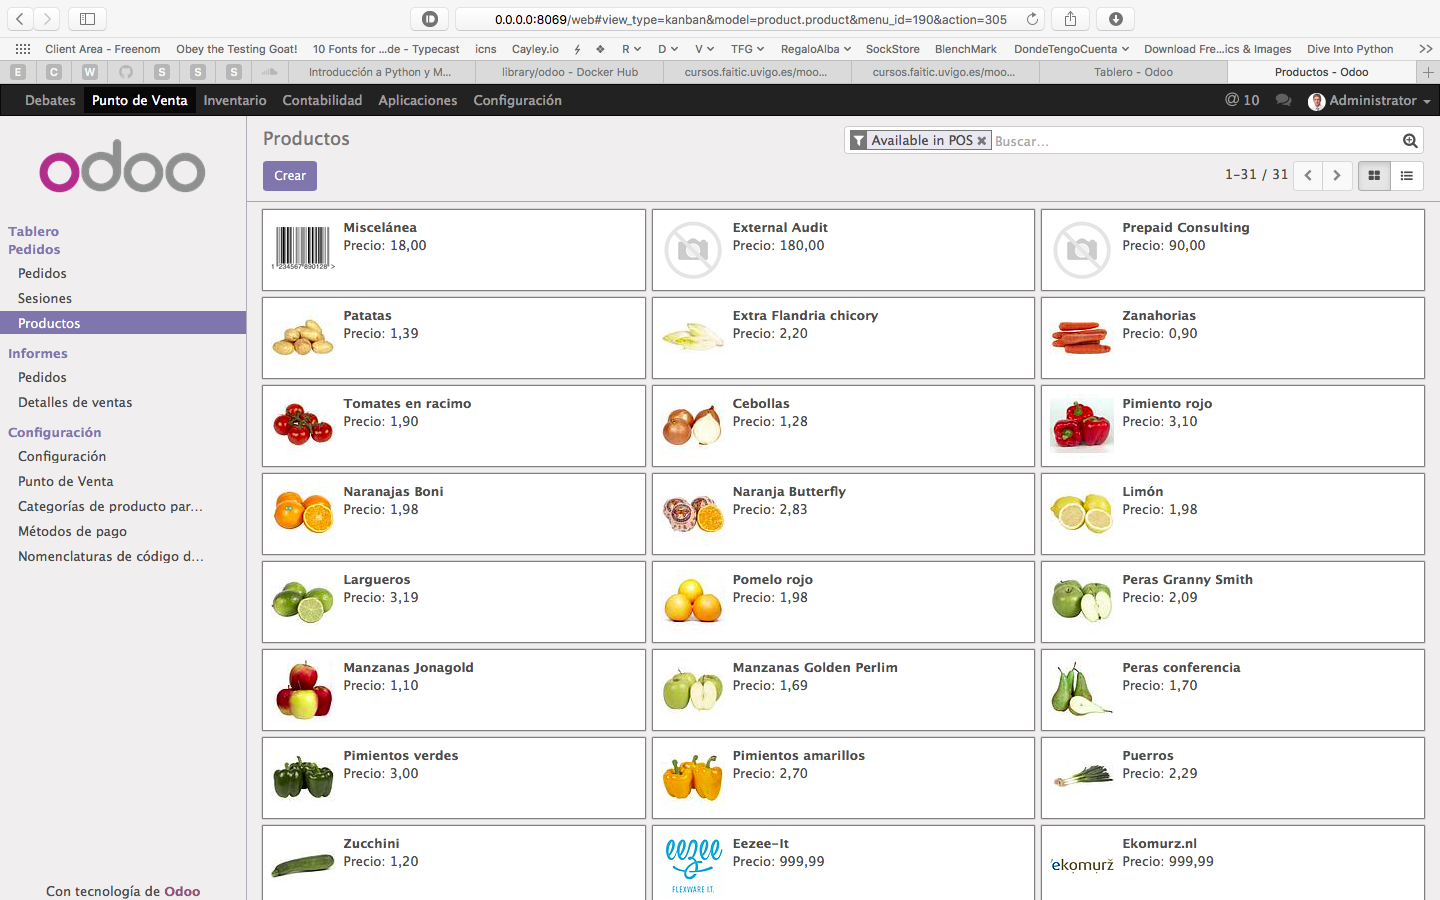 0.0.0.0:8069/web#view_type=kanban&model=product.product&menu_id=190&action=305
Client Area - Freenom
Obey the Testing Goat!
10 Fonts for ...de - Typecast
icns
Cayley.io
R
D
V
TFG
RegaloAlba
SockStore
BlenchMark
DondeTengoCuenta
Download Fre...ics & Images
Dive Into Python
E
C
W
S
S
S
Introducción a Python y M...
library/odoo - Docker Hub
cursos.faitic.uvigo.es/moo...
cursos.faitic.uvigo.es/moo...
Tablero - Odoo
Productos - Odoo
Debates
Punto de Venta
Inventario
Contabilidad
Aplicaciones
Configuración
@ 10
Administrator
odoo
Tablero
Pedidos
Pedidos
Sesiones
Productos
Informes
Pedidos
Detalles de ventas
Configuración
Configuración
Punto de Venta
Categorías de producto par...
Métodos de pago
Nomenclaturas de código d...
Con tecnología de Odoo
Productos
Available in POS
Buscar...
Crear
1-31 / 31
1 234567 890128 >
Miscelánea
Precio: 18,00
External Audit
Precio: 180,00
Prepaid Consulting
Precio: 90,00
Patatas
Precio: 1,39
Extra Flandria chicory
Precio: 2,20
Zanahorias
Precio: 0,90
Tomates en racimo
Precio: 1,90
Cebollas
Precio: 1,28
Pimiento rojo
Precio: 3,10
Naranajas Boni
Precio: 1,98
Naranja Butterfly
Precio: 2,83
Limón
Precio: 1,98
Largueros
Precio: 3,19
Pomelo rojo
Precio: 1,98
Peras Granny Smith
Precio: 2,09
Manzanas Jonagold
Precio: 1,10
Manzanas Golden Perlim
Precio: 1,69
Peras conferencia
Precio: 1,70
Pimientos verdes
Precio: 3,00
Pimientos amarillos
Precio: 2,70
Puerros
Precio: 2,29
Zucchini
Precio: 1,20
eezee
FLEXWARE I.T.
Eezee-It
Precio: 999,99
ekomurž
Ekomurz.nl
Precio: 999,99